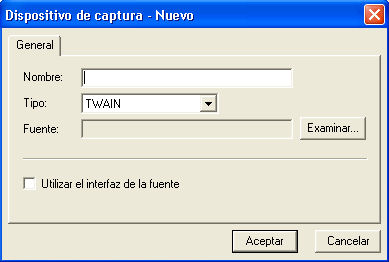 Dispositivo de captura - Nuevo
General
Nombre:
Tipo: TWAIN
Fuente: Examinar...
Utilizar el interfaz de la fuente
Aceptar Cancelar